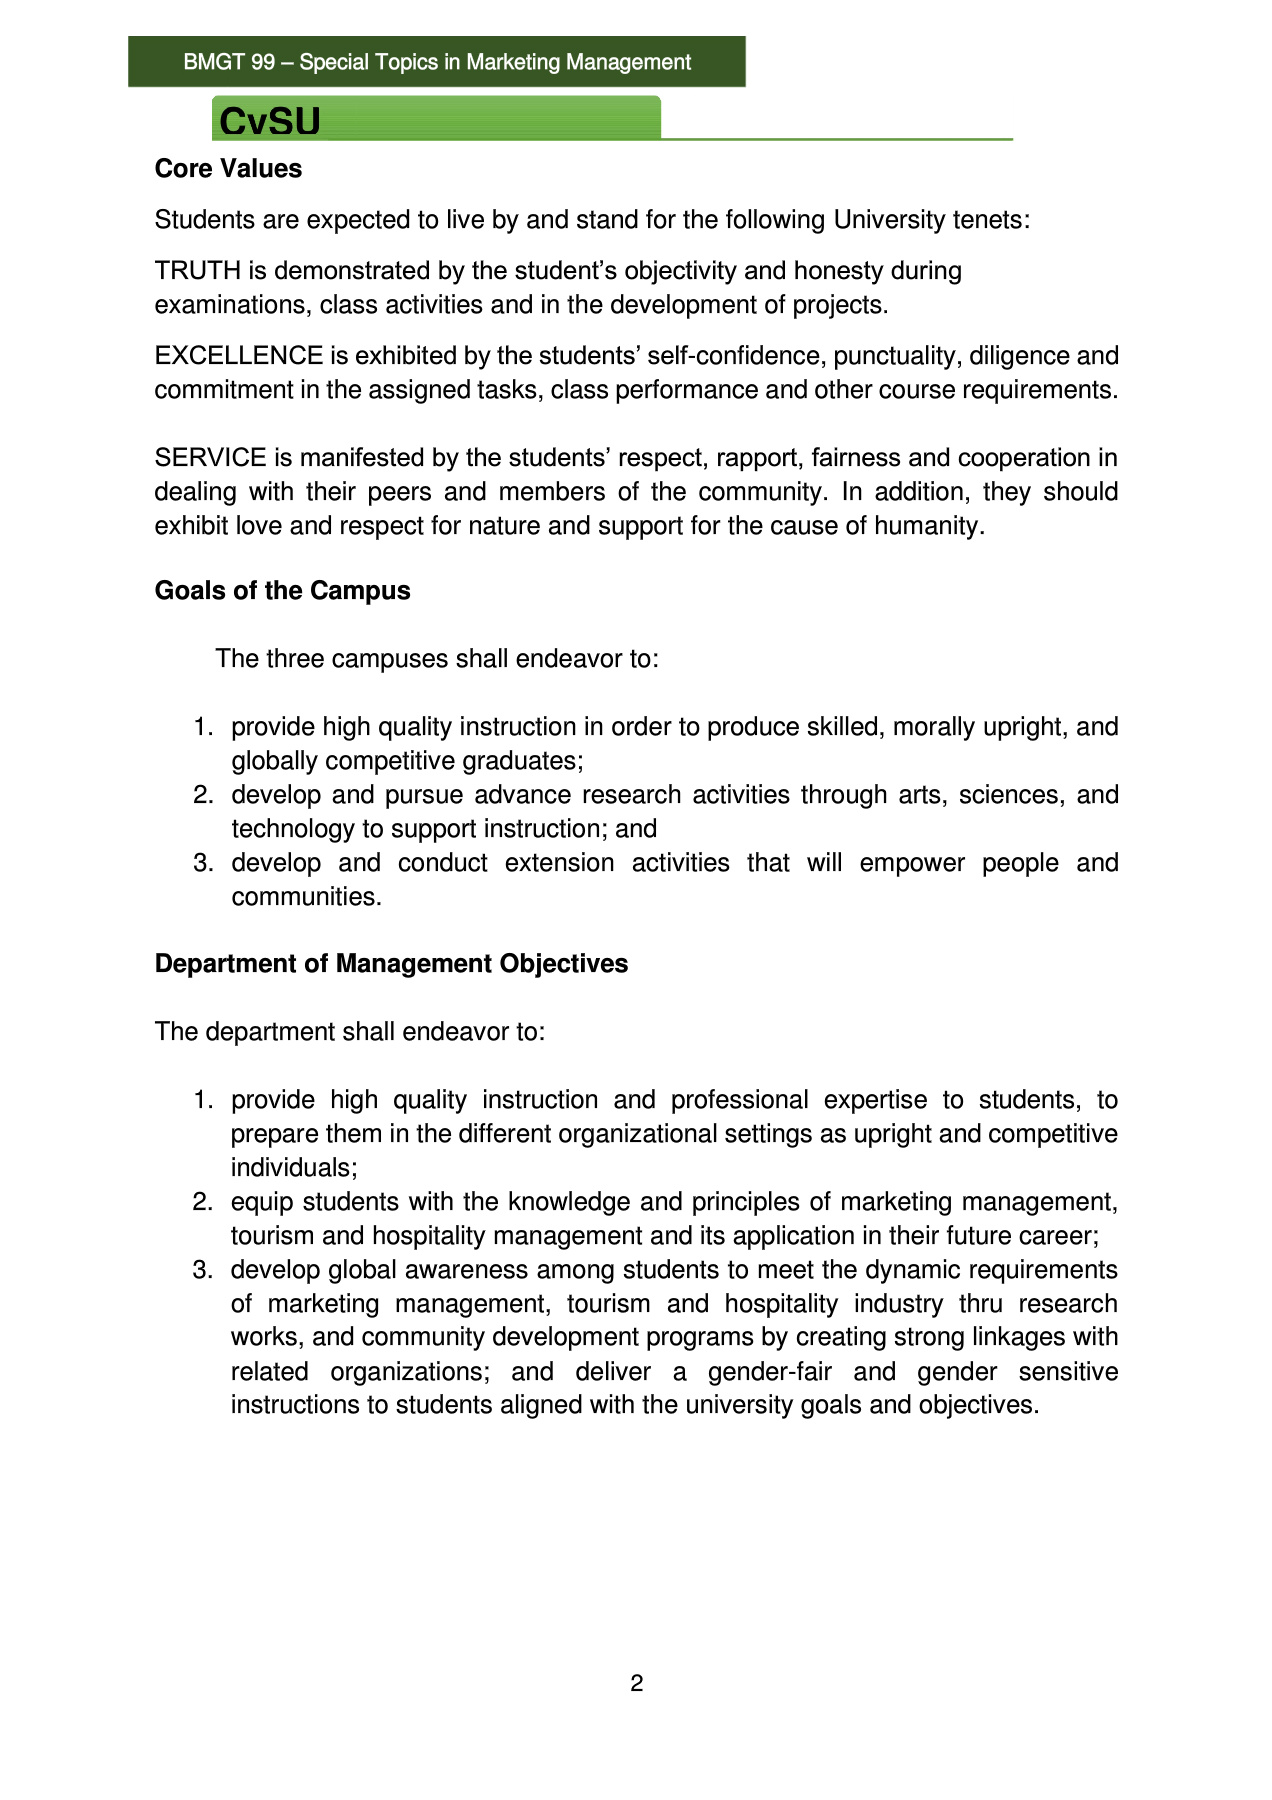 BMGT 99 – Special Topics in Marketing Management
CvSU
Core Values
Students are expected to live by and stand for the following University tenets:
TRUTH is demonstrated by the student’s objectivity and honesty during
examinations, class activities and in the development of projects.
EXCELLENCE is exhibited by the students’ self-confidence, punctuality, diligence and
commitment in the assigned tasks, class performance and other course requirements.
SERVICE is manifested by the students’ respect, rapport, fairness and cooperation in
dealing with their peers and members of the community. In addition, they should
exhibit love and respect for nature and support for the cause of humanity.
Goals of the Campus
The three campuses shall endeavor to:
1. provide high quality instruction in order to produce skilled, morally upright, and
globally competitive graduates;
2. develop and pursue advance research activities through arts, sciences, and
technology to support instruction; and
3. develop and conduct extension activities that will empower people and
communities.
Department of Management Objectives
The department shall endeavor to:
1. provide high quality instruction and professional expertise to students, to
prepare them in the different organizational settings as upright and competitive
individuals;
2. equip students with the knowledge and principles of marketing management,
tourism and hospitality management and its application in their future career;
3. develop global awareness among students to meet the dynamic requirements
of marketing management, tourism and hospitality industry thru research
works, and community development programs by creating strong linkages with
related organizations; and deliver a gender-fair and gender sensitive
instructions to students aligned with the university goals and objectives.
2